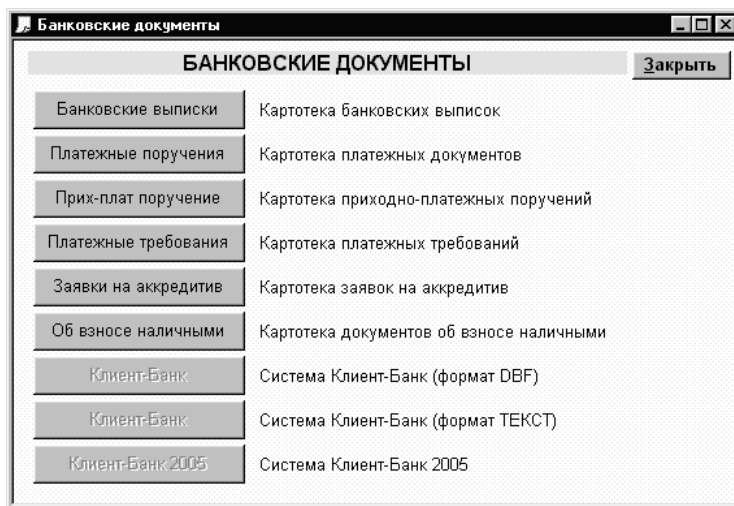 Банковские документы
БАНКОВСКИЕ ДОКУМЕНТЫ Закрыть
Банковские выписки Картотека банковских выписок
Платежные поручения Картотека платежных документов
Прих-плат поручение Картотека приходно-платежных поручений
Платежные требования Картотека платежных требований
Заявки на аккредитив Картотека заявок на аккредитив
Об взносе наличными Картотека документов об взносе наличными
Клиент-Банк Система Клиент-Банк (формат DBF)
Клиент-Банк Система Клиент-Банк (формат ТЕКСТ)
Клиент-Банк 2005 Система Клиент-Банк 2005